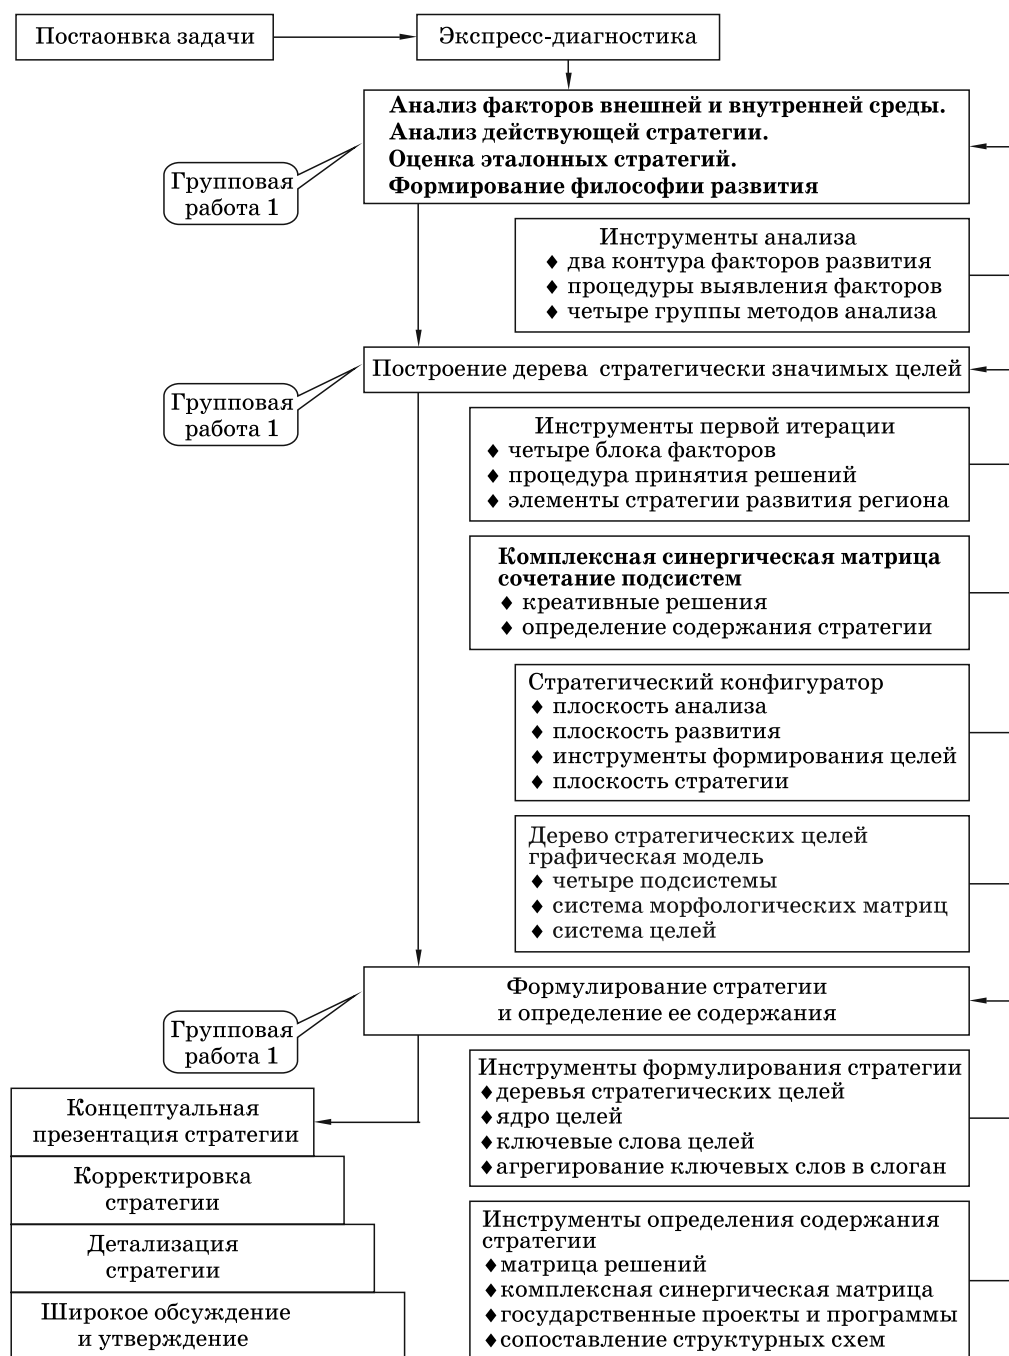 Постаонвка задачи
Экспресс-диагностика
Анализ факторов внешней и внутренней среды.
Анализ действующей стратегии.
Оценка эталонных стратегий.
Формирование философии развития
Групповая
работа 1
Инструменты анализа
♦ два контура факторов развития
♦ процедуры выявления факторов
♦ четыре группы методов анализа
Построение дерева стратегически значимых целей
Групповая
работа 1
Инструменты первой итерации
♦ четыре блока факторов
♦ процедура принятия решений
♦ элементы стратегии развития региона
Комплексная синергическая матрица
сочетание подсистем
♦ креативные решения
♦ определение содержания стратегии
Стратегический конфигуратор
♦ плоскость анализа
♦ плоскость развития
♦ инструменты формирования целей
♦ плоскость стратегии
Дерево стратегических целей
графическая модель
♦ четыре подсистемы
♦ система морфологических матриц
♦ система целей
Формулирование стратегии
и определение ее содержания
Групповая
работа 1
Инструменты формулирования стратегии
♦деревья стратегических целей
♦ядро целей
♦ключевые слова целей
♦агрегирование ключевых слов в слоган
Концептуальная
презентация стратегии
Корректировка
стратегии
Детализация
стратегии
Широкое обсуждение
и утверждение
Инструменты определения содержания
стратегии
♦матрица решений
♦комплексная синергическая матрица
♦государственные проекты и программы
♦сопоставление структурных схем